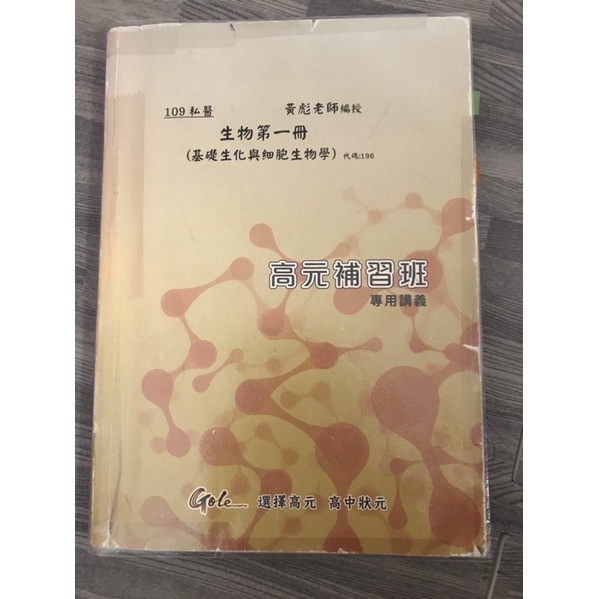 109 私醫 黃彪老師編授
生物第一冊
(基礎生化與細胞生物學) 代碼:196
高元補習班
專用講義
Gole 選擇高元 高中狀元